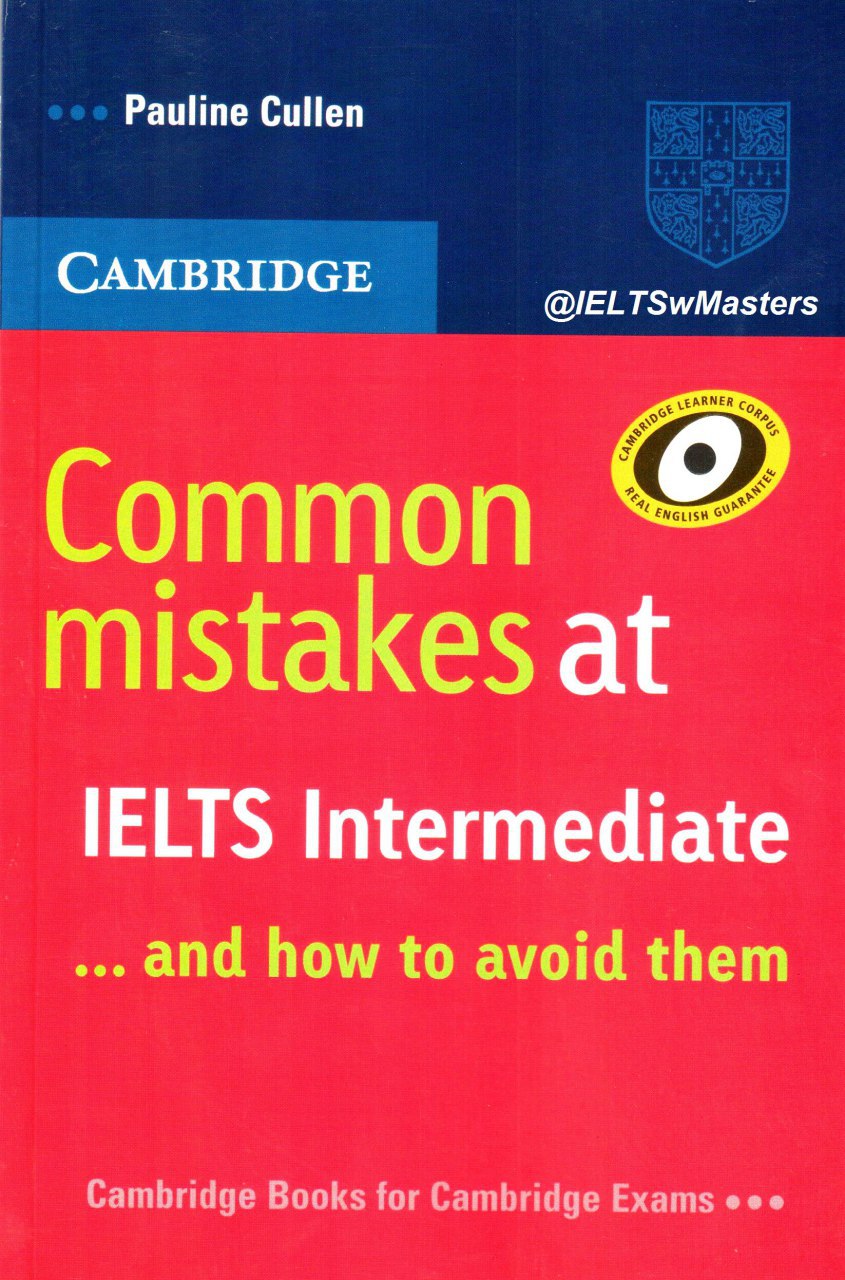 Pauline Cullen
CAMBRIDGE
@IELTSwMasters
CAMBRIDGE LEARNER CORPUS
REAL ENGLISH GUARANTEE
Common
mistakes at
IELTS Intermediate
... and how to avoid them
Cambridge Books for Cambridge Exams •••